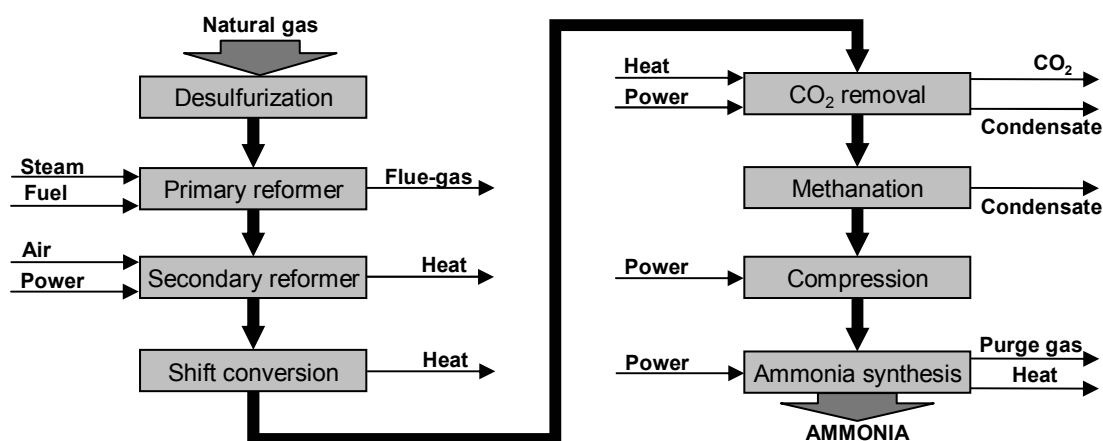 Natural gas
Desulfurization
Steam
Fuel
Primary reformer
Flue-gas
Air
Power
Secondary reformer
Heat
Shift conversion
Heat
Heat
Power
CO₂ removal
CO₂
Condensate
Methanation
Condensate
Power
Compression
Power
Ammonia synthesis
Purge gas
Heat
AMMONIA